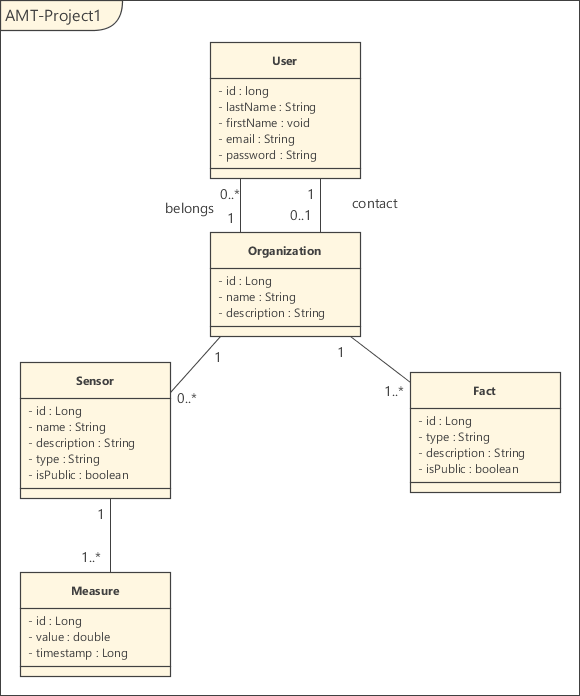 AMT-Project1
User
- id : long
- lastName : String
- firstName : void
- email : String
- password : String
0..*
1
belongs
contact
1
0..1
Organization
- id : Long
- name : String
- description : String
1
1
0..*
1..*
Sensor
- id : Long
- name : String
- description : String
- type : String
- isPublic : boolean
Fact
- id : Long
- type : String
- description : String
- isPublic : boolean
1
1..*
Measure
- id : Long
- value : double
- timestamp : Long